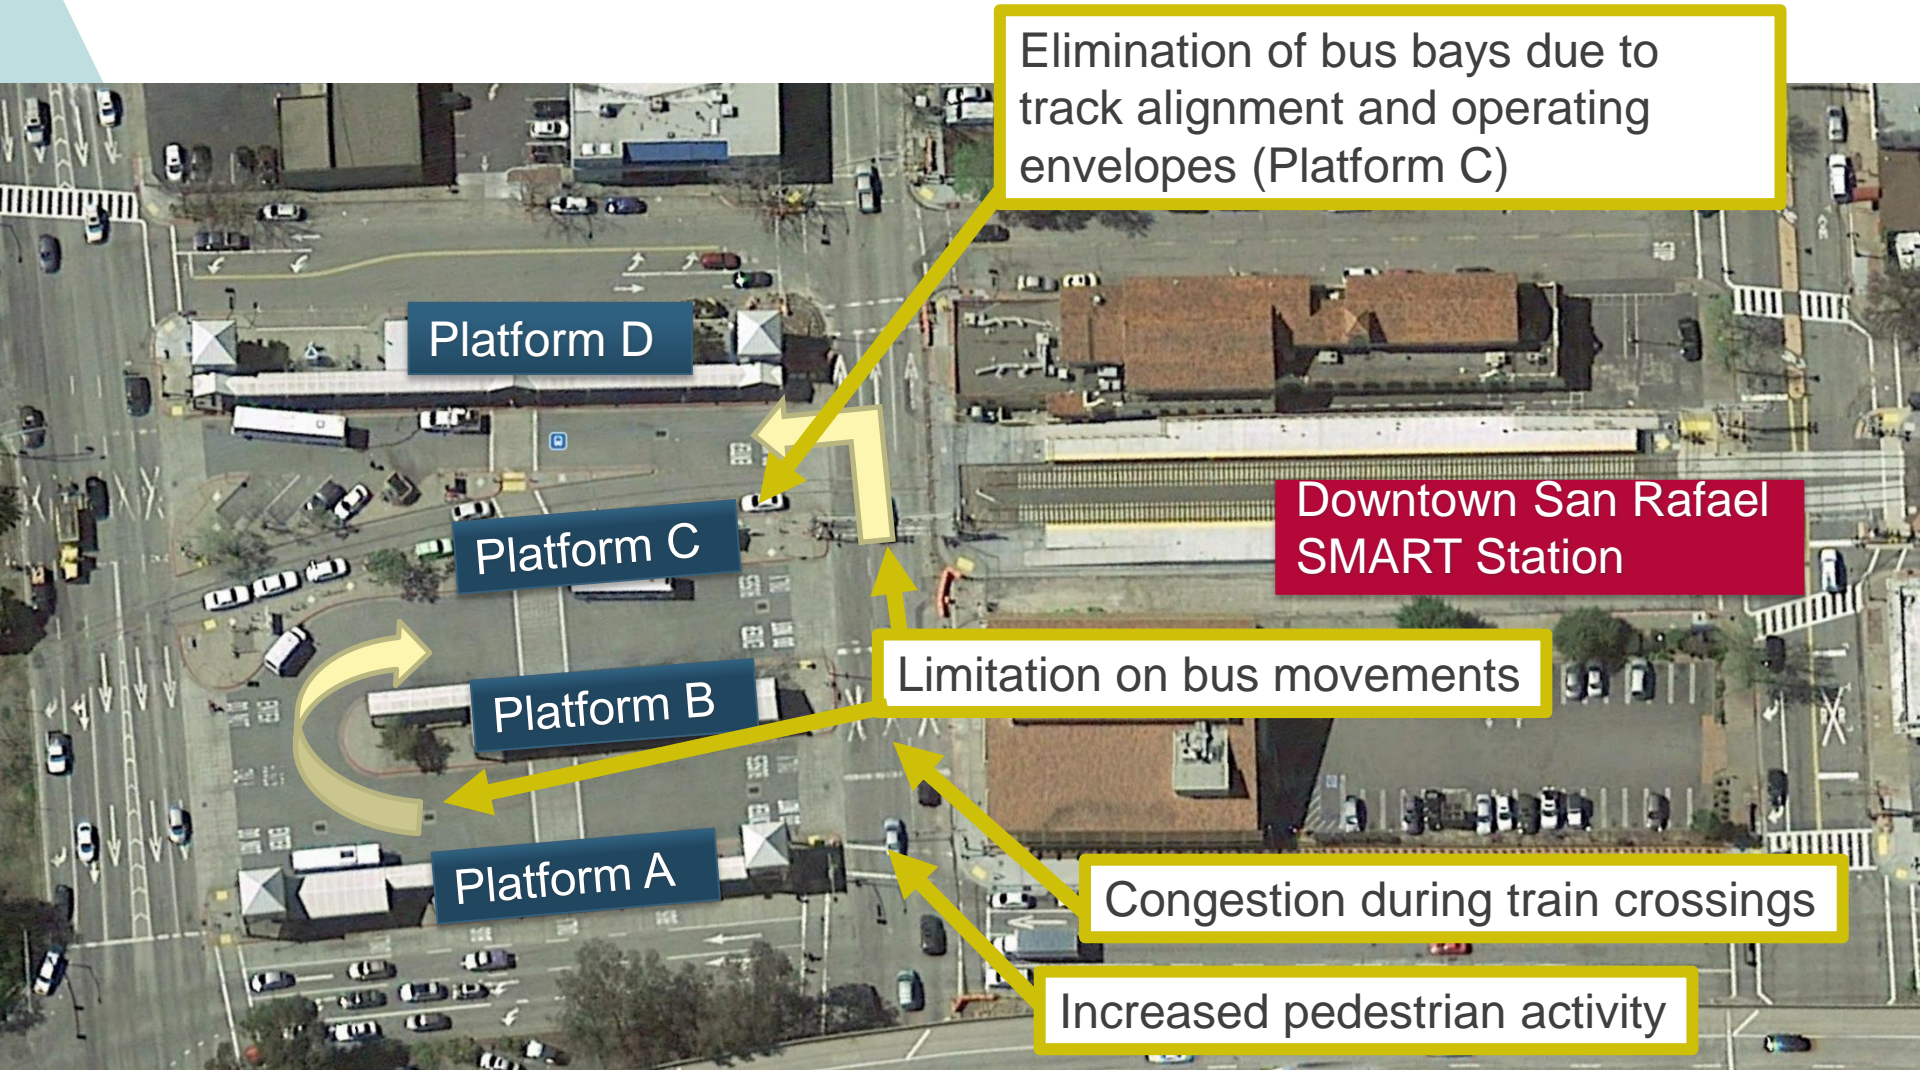 Elimination of bus bays due to
track alignment and operating
envelopes (Platform C)
Platform D
Platform C
Downtown San Rafael
SMART Station
Limitation on bus movements
Platform B
Platform A
Congestion during train crossings
Increased pedestrian activity